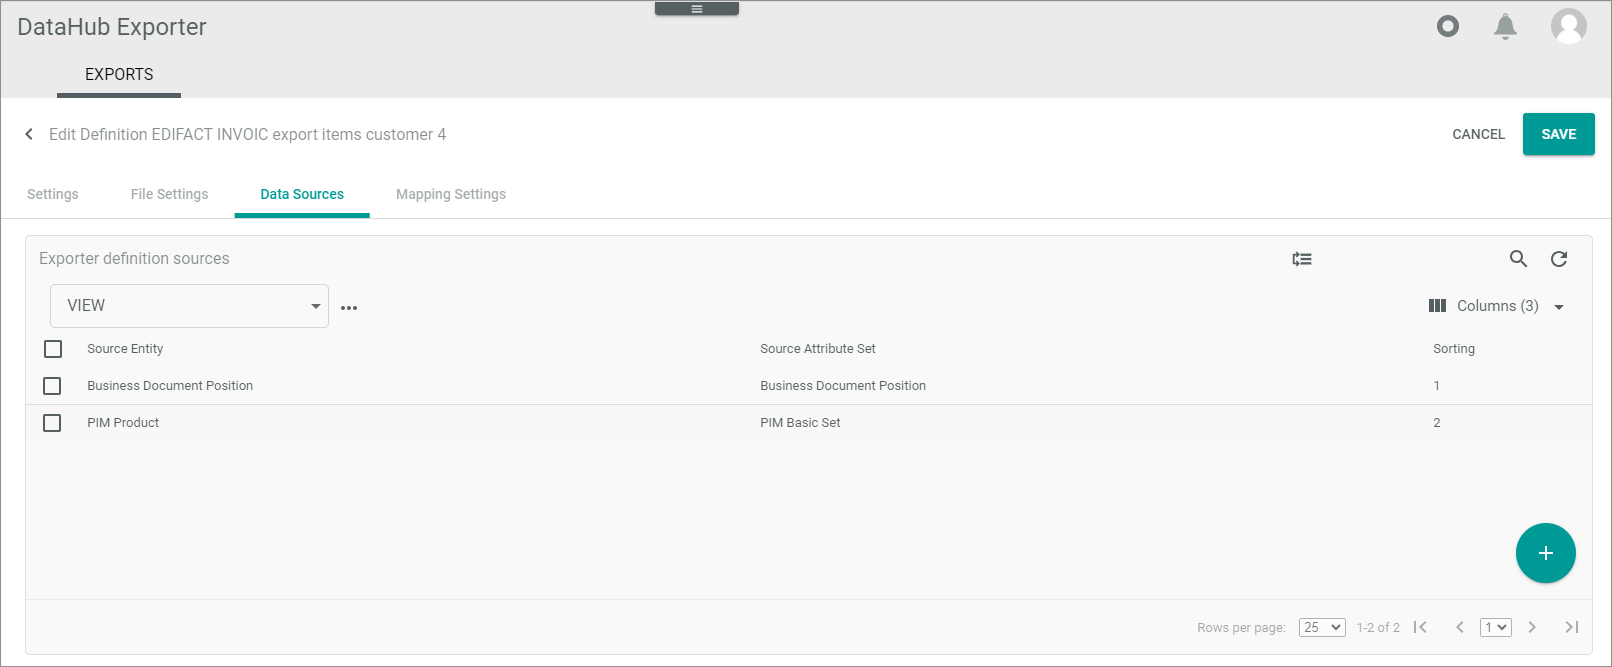 DataHub Exporter
EXPORTS
Edit Definition EDIFACT INVOIC export items customer 4
CANCEL
SAVE
Settings
File Settings
Data Sources
Mapping Settings
Exporter definition sources
VIEW
Columns (3)
Source Entity
Source Attribute Set
Sorting
Business Document Position
Business Document Position
1
PIM Product
PIM Basic Set
2
Rows per page:
25
1-2 of 2
1